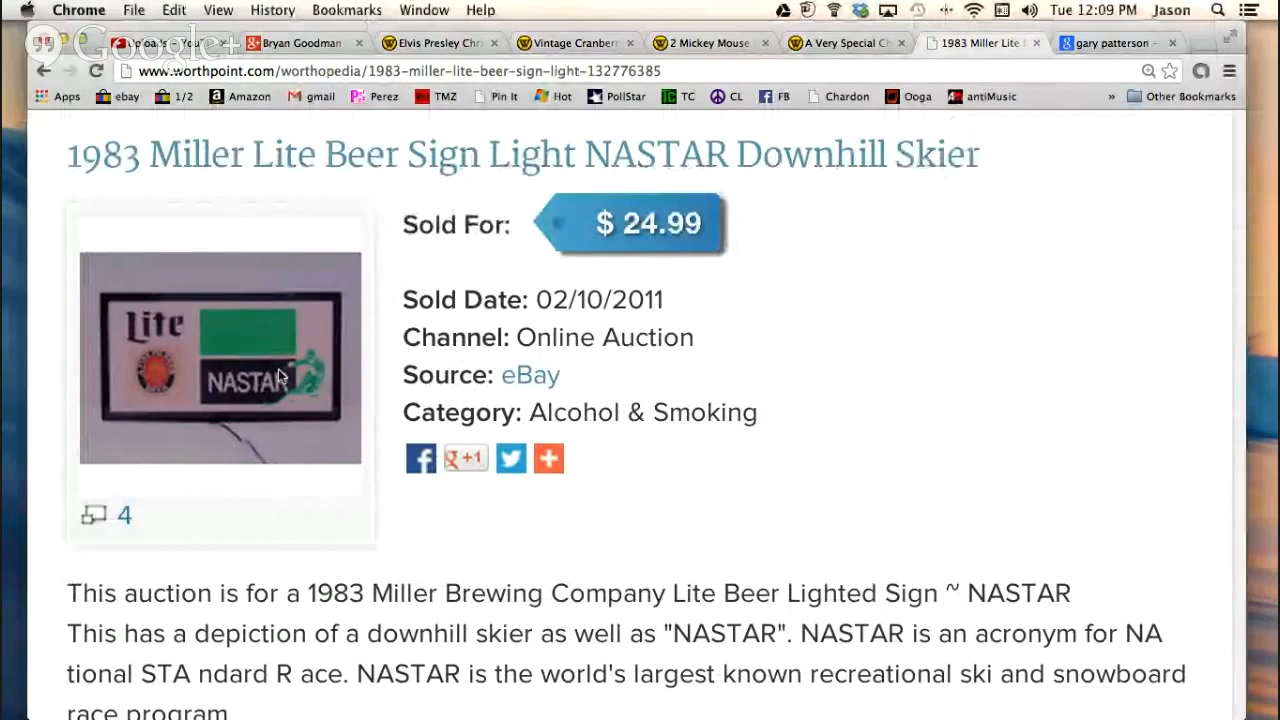 Chrome File Edit View History Bookmarks Window Help Tue 12:09 PM Jason
Google+
Bryan Goodman Elvis Presley Chri Vintage Cranberr 2 Mickey Mouse A Very Special Ch 1983 Miller Lite gary patterson -
www.worthpoint.com/worthopedia/1983-miller-lite-beer-sign-light-132776385
Apps ebay 1/2 Amazon gmail Perez TMZ Pin It Hot PollStar TC CL FB Chardon Ooga antiMusic » Other Bookmarks
1983 Miller Lite Beer Sign Light NASTAR Downhill Skier
Sold For: $ 24.99
Sold Date: 02/10/2011
Channel: Online Auction
Source: eBay
Category: Alcohol & Smoking
Lite
NASTAR
+1
4
This auction is for a 1983 Miller Brewing Company Lite Beer Lighted Sign ~ NASTAR
This has a depiction of a downhill skier as well as "NASTAR". NASTAR is an acronym for NA
tional STA ndard R ace. NASTAR is the world's largest known recreational ski and snowboard
race program